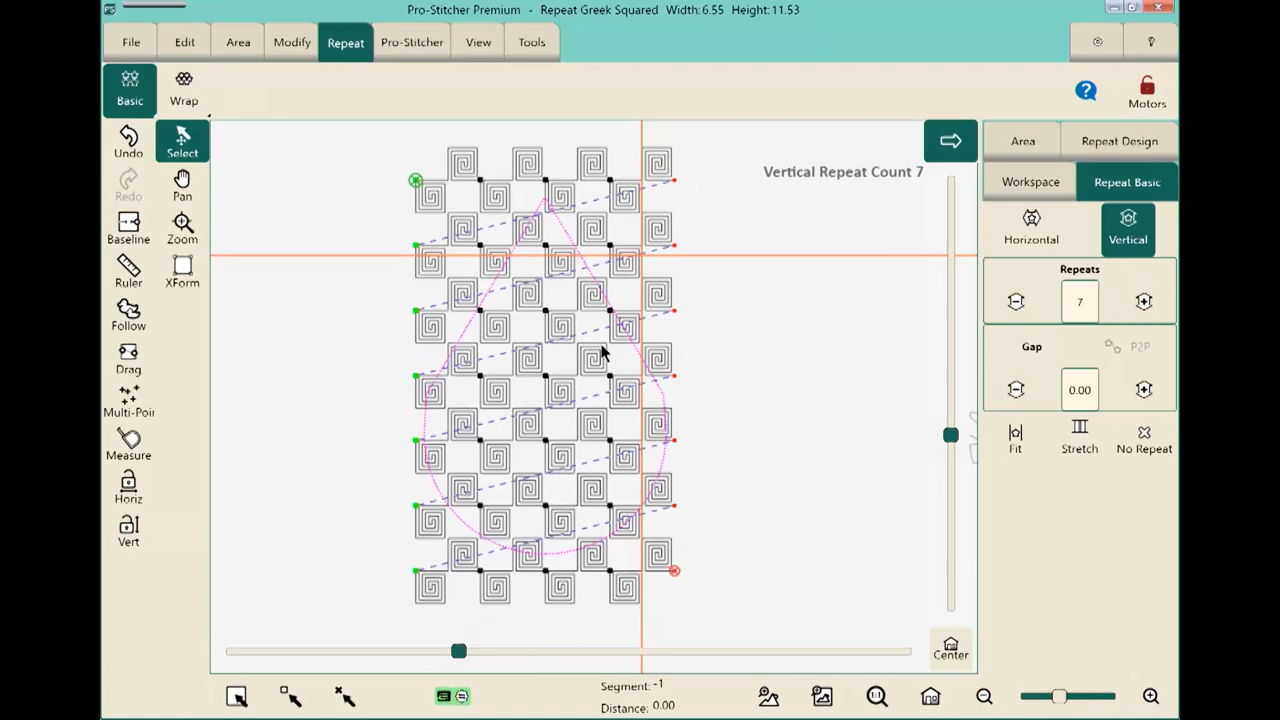 PS Pro-Stitcher Premium - Repeat Greek Squared Width:6.55 Height:11.53
File Edit Area Modify Repeat Pro-Stitcher View Tools
Basic Wrap
? Motors
Undo Select
Redo Pan
Baseline Zoom
Ruler XForm
Follow
Drag
Multi-Poi
Measure
Horiz
Vert
Vertical Repeat Count 7
Area Repeat Design
Workspace Repeat Basic
Horizontal Vertical
Repeats
7
Gap P2P
0.00
Fit Stretch No Repeat
Center
Segment: -1
Distance: 0.00